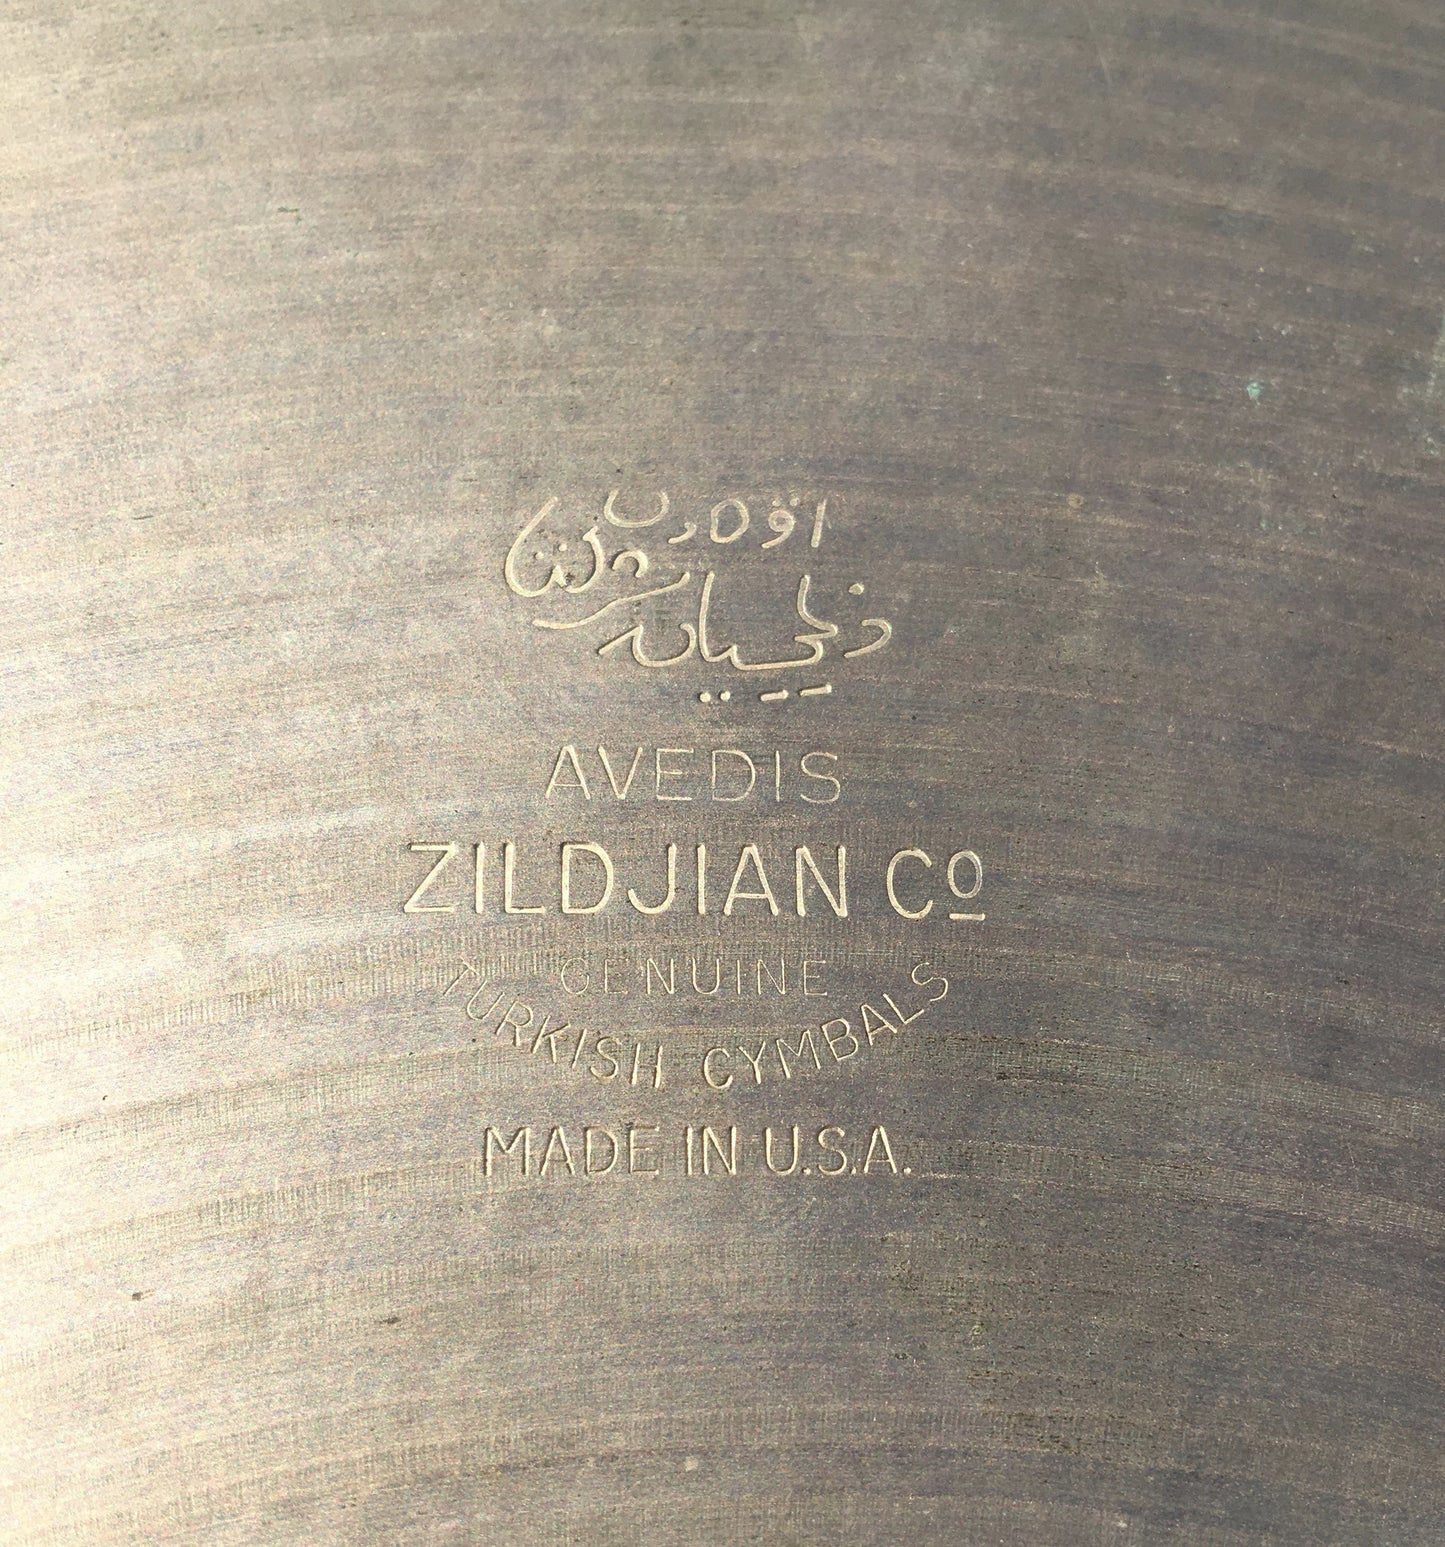 AVEDIS
ZILDJIAN Cº
GENUINE
TURKISH CYMBALS
MADE IN U.S.A.